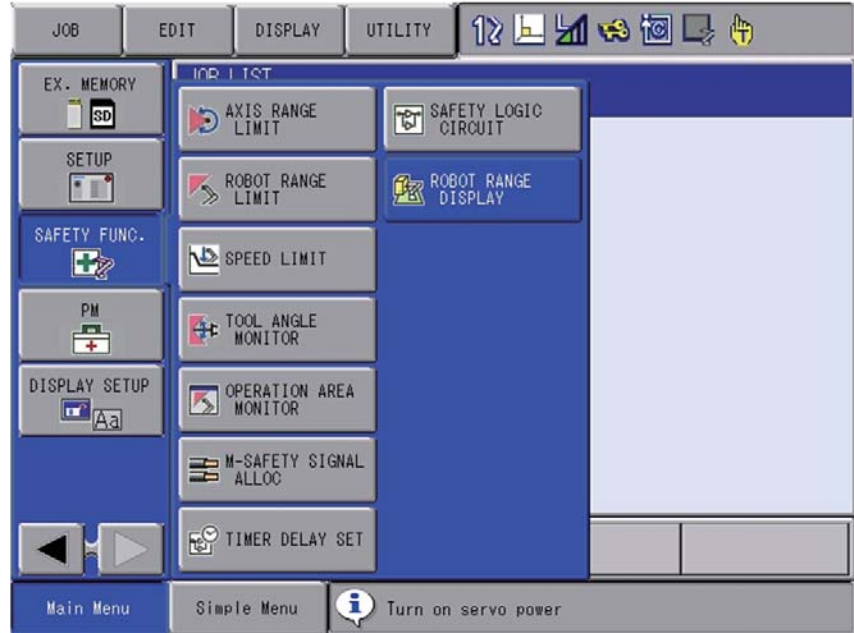 JOB
EDIT
DISPLAY
UTILITY
EX. MEMORY
SD
SETUP
SAFETY FUNC.
PM
DISPLAY SETUP
Aa
JOB LIST
AXIS RANGE
LIMIT
ROBOT RANGE
LIMIT
SPEED LIMIT
TOOL ANGLE
MONITOR
OPERATION AREA
MONITOR
M-SAFETY SIGNAL
ALLOC
TIMER DELAY SET
SAFETY LOGIC
CIRCUIT
ROBOT RANGE
DISPLAY
Main Menu
Simple Menu
Turn on servo power